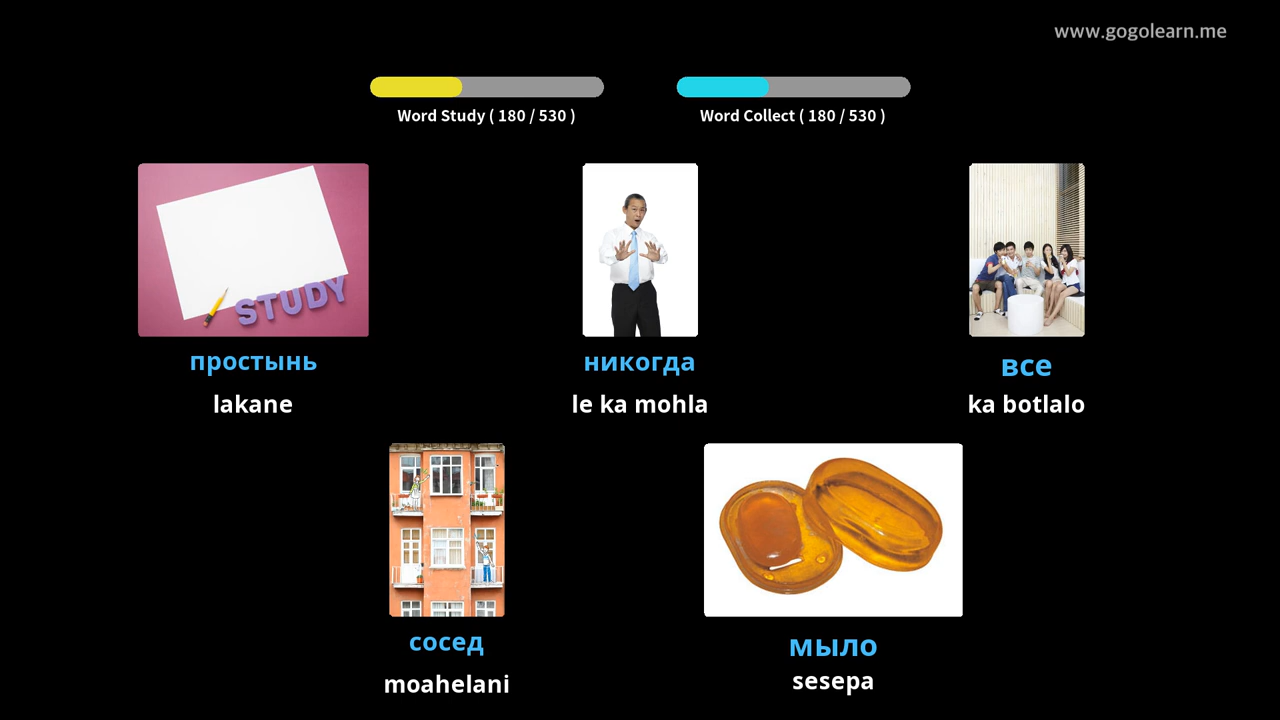 www.gogolearn.me
Word Study ( 180 / 530 )
Word Collect ( 180 / 530 )
STUDY
простынь
никогда
все
lakane
le ka mohla
ka botlalo
сосед
мыло
moahelani
sesepa